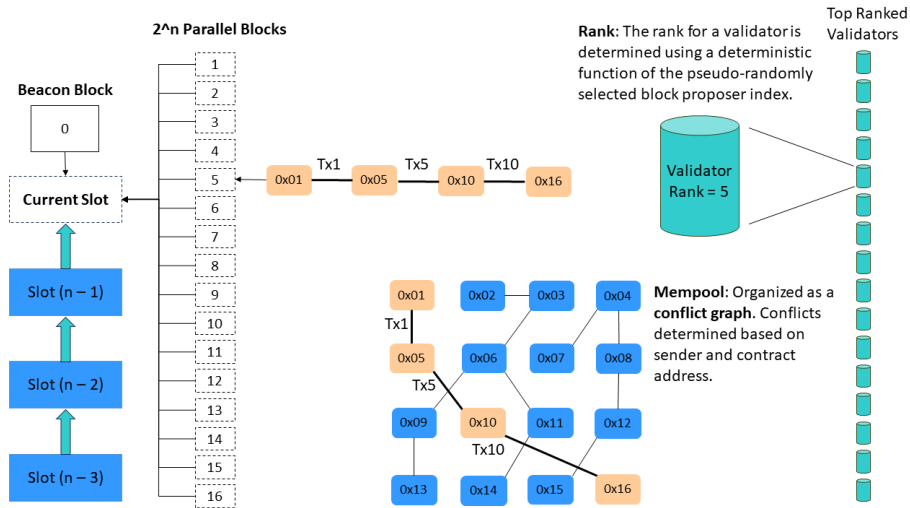 2^n Parallel Blocks
Beacon Block
0
Current Slot
Slot (n – 1)
Slot (n – 2)
Slot (n – 3)
1
2
3
4
5
6
7
8
9
10
11
12
13
14
15
16
0x01
Tx1
0x05
Tx5
0x10
Tx10
0x16
Rank: The rank for a validator is
determined using a deterministic
function of the pseudo-randomly
selected block proposer index.
Validator
Rank = 5
Top Ranked
Validators
0x01
0x02
0x03
0x04
Tx1
0x05
0x06
0x07
0x08
Tx5
0x09
0x10
0x11
0x12
Tx10
0x13
0x14
0x15
0x16
Mempool: Organized as a
conflict graph. Conflicts
determined based on
sender and contract
address.